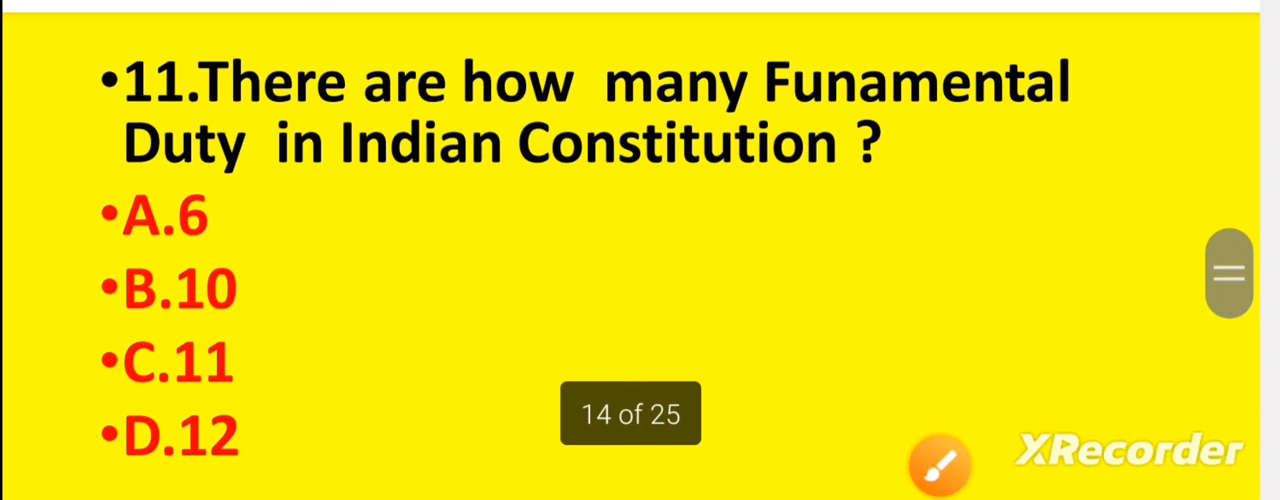 •11.There are how many Funamental
Duty in Indian Constitution ?
•A.6
•B.10
•C.11
•D.12
14 of 25
XRecorder